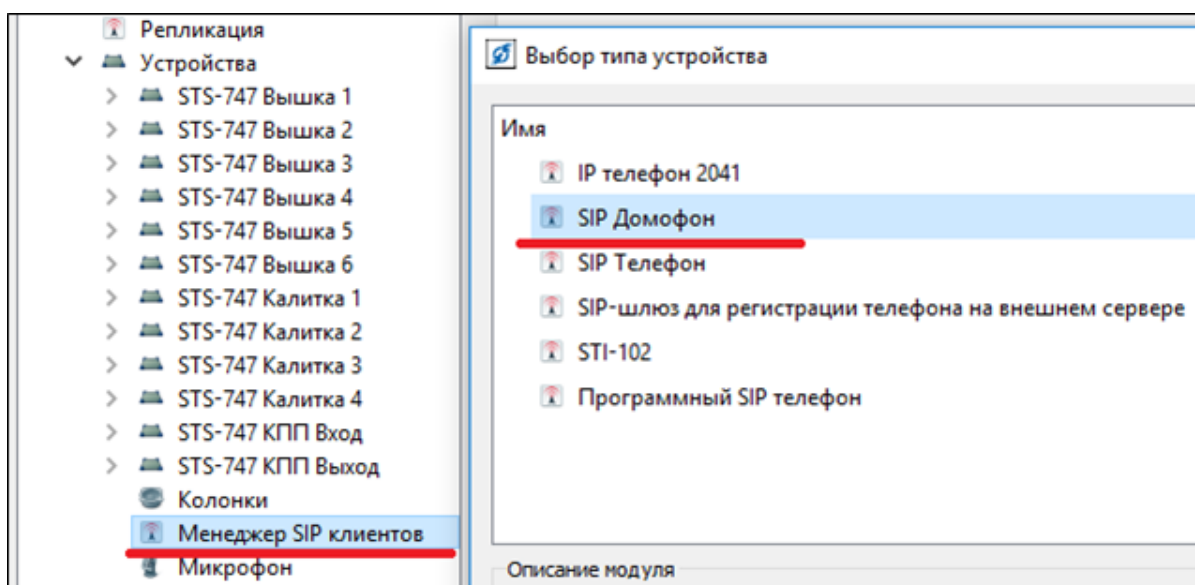 Репликация
Устройства
STS-747 Вышка 1
STS-747 Вышка 2
STS-747 Вышка 3
STS-747 Вышка 4
STS-747 Вышка 5
STS-747 Вышка 6
STS-747 Калитка 1
STS-747 Калитка 2
STS-747 Калитка 3
STS-747 Калитка 4
STS-747 КПП Вход
STS-747 КПП Выход
Колонки
Менеджер SIP клиентов
Микрофон
Выбор типа устройства
Имя
IP телефон 2041
SIP Домофон
SIP Телефон
SIP-шлюз для регистрации телефона на внешнем сервере
STI-102
Программный SIP телефон
Описание модуля